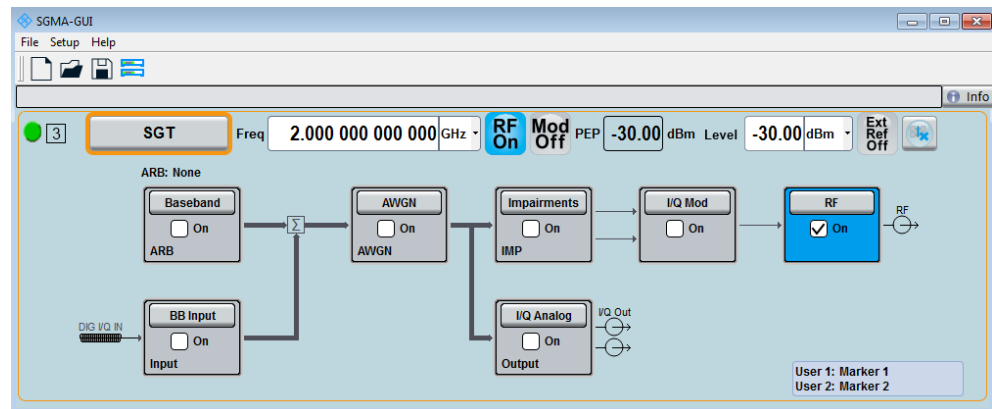 SGMA-GUI
File Setup Help
Info
3 SGT Freq 2.000 000 000 000 GHz RF On Mod Off PEP -30.00 dBm Level -30.00 dBm Ext Ref Off
ARB: None
Baseband
On
ARB
Σ
AWGN
On
AWGN
Impairments
On
IMP
I/Q Mod
On
RF
On
RF
DIG I/Q IN
BB Input
On
Input
I/Q Analog
On
Output
I/Q Out
User 1: Marker 1
User 2: Marker 2